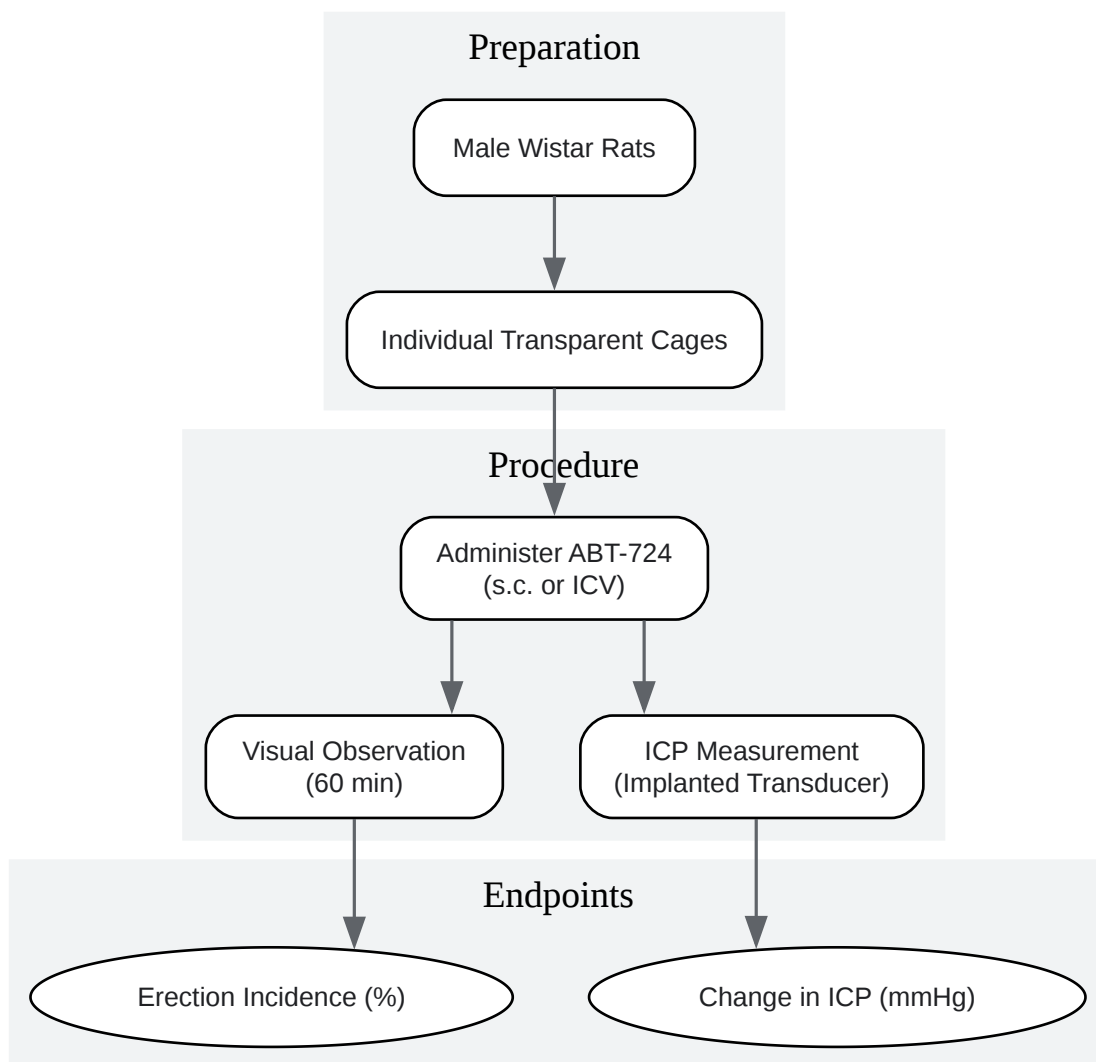 Preparation
Male Wistar Rats
Individual Transparent Cages
Procedure
Administer ABT-724
(s.c. or ICV)
Visual Observation
(60 min)
ICP Measurement
(Implanted Transducer)
Endpoints
Erection Incidence (%)
Change in ICP (mmHg)